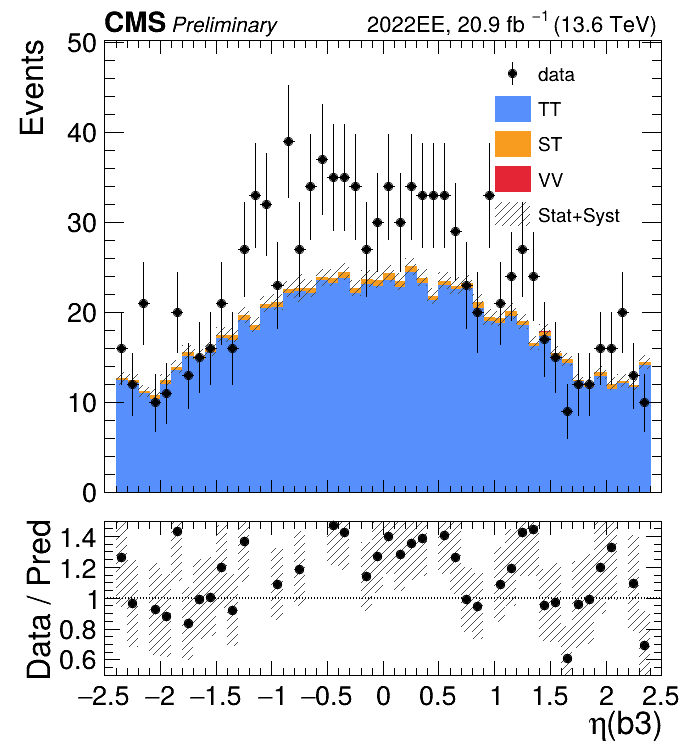 CMS Preliminary 2022EE, 20.9 fb⁻¹ (13.6 TeV)
Events
50
40
30
20
10
0
data
TT
ST
VV
Stat+Syst
Data / Pred
1.4
1.2
1
0.8
0.6
−2.5 −2 −1.5 −1 −0.5 0 0.5 1 1.5 2 2.5
η(b3)